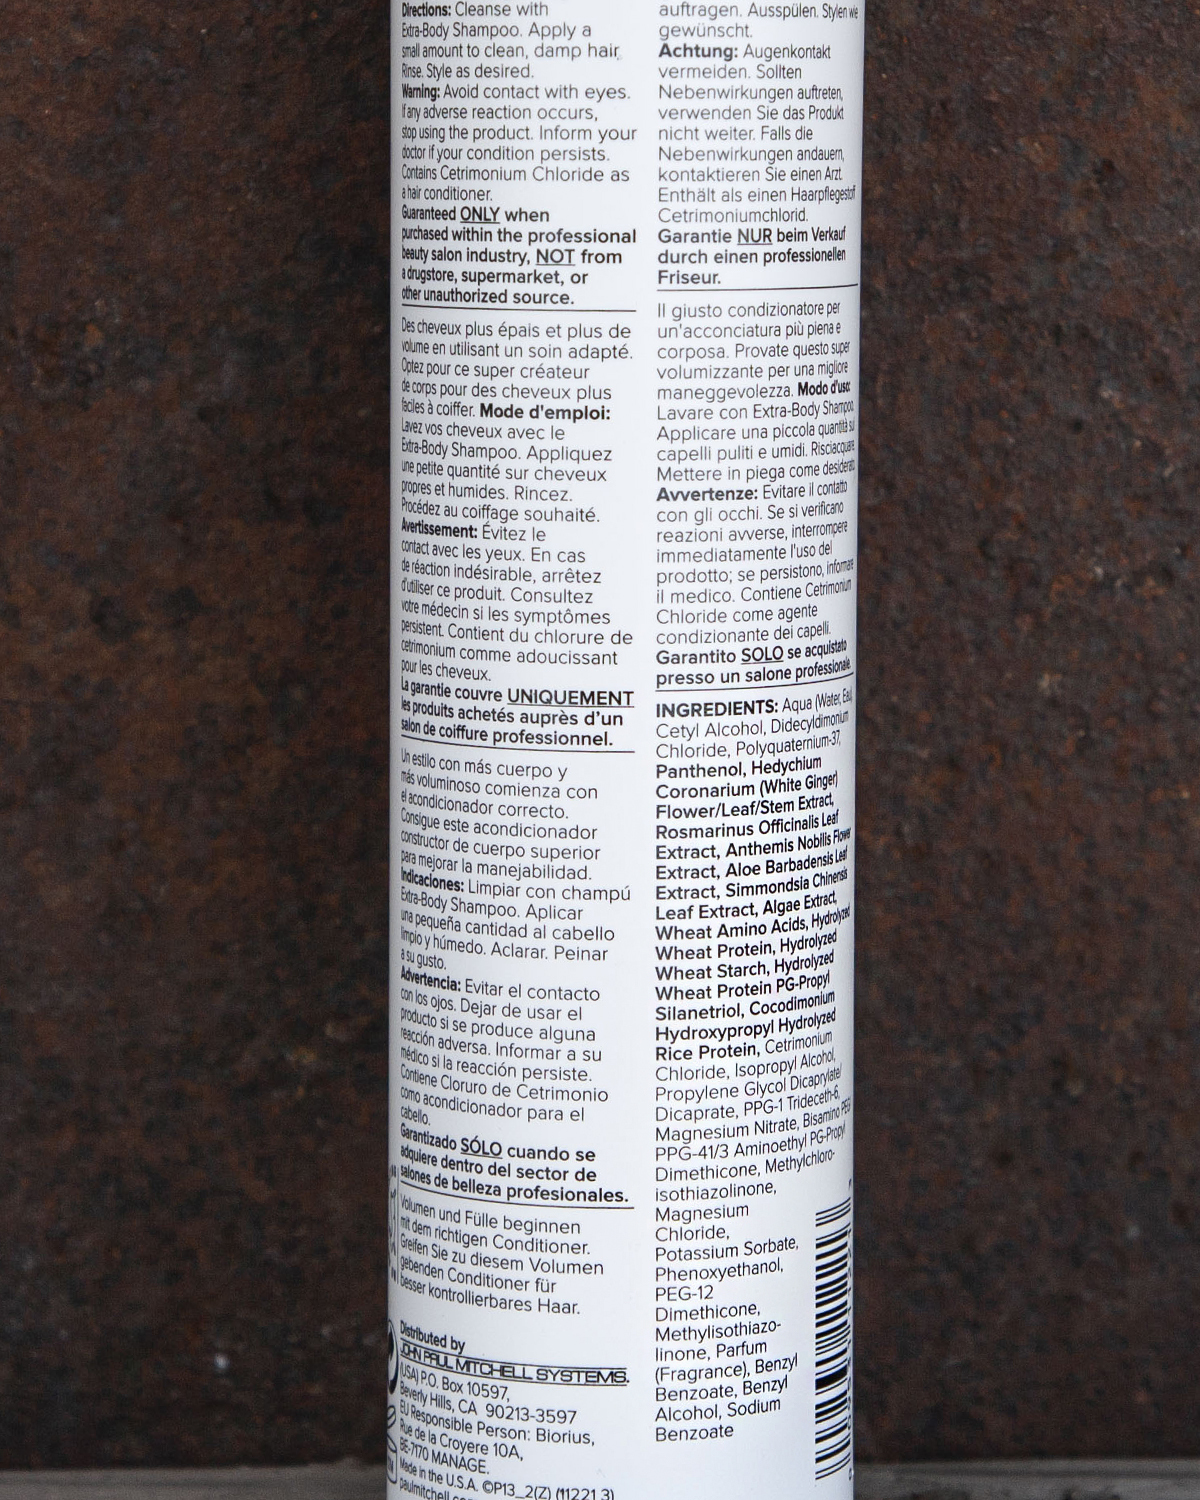 Directions: Cleanse with
Extra-Body Shampoo. Apply a
small amount to clean, damp hair.
Rinse. Style as desired.
Warning: Avoid contact with eyes.
If any adverse reaction occurs,
stop using the product. Inform your
doctor if your condition persists.
Contains Cetrimonium Chloride as
a hair conditioner.
Guaranteed ONLY when
purchased within the professional
beauty salon industry, NOT from
a drugstore, supermarket, or
other unauthorized source.
Des cheveux plus épais et plus de
volume en utilisant un soin adapté.
Optez pour ce super créateur
de corps pour des cheveux plus
faciles à coiffer. Mode d'emploi:
Lavez vos cheveux avec le
Extra-Body Shampoo. Appliquez
une petite quantité sur cheveux
propres et humides. Rincez.
Procédez au coiffage souhaité.
Avertissement: Évitez le
contact avec les yeux. En cas
de réaction indésirable, arrêtez
d'utiliser ce produit. Consultez
votre médecin si les symptômes
persistent. Contient du chlorure de
cetrimonium comme adoucissant
pour les cheveux.
La garantie couvre UNIQUEMENT
les produits achetés auprès d'un
salon de coiffure professionnel.
Un estilo con más cuerpo y
más voluminoso comienza con
el acondicionador correcto.
Consigue este acondicionador
constructor de cuerpo superior
para mejorar la manejabilidad.
Indicaciones: Limpiar con champú
Extra-Body Shampoo. Aplicar
una pequeña cantidad al cabello
limpio y húmedo. Aclarar. Peinar
a su gusto.
Advertencia: Evitar el contacto
con los ojos. Dejar de usar el
producto si se produce alguna
reacción adversa. Informar a su
médico si la reacción persiste.
Contiene Cloruro de Cetrimonio
como acondicionador para el
cabello.
Garantizado SÓLO cuando se
adquiere dentro del sector de
salones de belleza profesionales.
Volumen und Fülle beginnen
mit dem richtigen Conditioner.
Greifen Sie zu diesem Volumen
gebenden Conditioner für
besser kontrollierbares Haar.
Distributed by
JOHN PAUL MITCHELL SYSTEMS.
(USA) P.O. Box 10597,
Beverly Hills, CA 90213-3597
EU Responsible Person: Biorius,
Rue de la Croyere 10A,
BE-7170 MANAGE.
Made in the U.S.A. ©P13_2(Z) (11221 3)
auftragen. Ausspülen. Stylen wie
gewünscht.
Achtung: Augenkontakt
vermeiden. Sollten
Nebenwirkungen auftreten,
verwenden Sie das Produkt
nicht weiter. Falls die
Nebenwirkungen andauern,
kontaktieren Sie einen Arzt.
Enthält als einen Haarpflegestoff
Cetrimoniumchlorid.
Garantie NUR beim Verkauf
durch einen professionellen
Friseur.
Il giusto condizionatore per
un'acconciatura più piena e
corposa. Provate questo super
volumizzante per una migliore
maneggevolezza. Modo d'uso:
Lavare con Extra-Body Shampoo.
Applicare una piccola quantità su
capelli puliti e umidi. Risciacquare.
Mettere in piega come desiderato.
Avvertenze: Evitare il contatto
con gli occhi. Se si verificano
reazioni avverse, interrompere
immediatamente l'uso del
prodotto; se persistono, informare
il medico. Contiene Cetrimonium
Chloride come agente
condizionante dei capelli.
Garantito SOLO se acquistato
presso un salone professionale.
INGREDIENTS: Aqua (Water, Eau),
Cetyl Alcohol, Didecyldimonium
Chloride, Polyquaternium-37,
Panthenol, Hedychium
Coronarium (White Ginger)
Flower/Leaf/Stem Extract,
Rosmarinus Officinalis Leaf
Extract, Anthemis Nobilis Flower
Extract, Aloe Barbadensis Leaf
Extract, Simmondsia Chinensis
Leaf Extract, Algae Extract,
Wheat Amino Acids, Hydrolyzed
Wheat Protein, Hydrolyzed
Wheat Starch, Hydrolyzed
Wheat Protein PG-Propyl
Silanetriol, Cocodimonium
Hydroxypropyl Hydrolyzed
Rice Protein, Cetrimonium
Chloride, Isopropyl Alcohol,
Propylene Glycol Dicaprylate/
Dicaprate, PPG-1 Trideceth-6,
Magnesium Nitrate, Bisamino PEG/
PPG-41/3 Aminoethyl PG-Propyl
Dimethicone, Methylchloro-
isothiazolinone,
Magnesium
Chloride,
Potassium Sorbate,
Phenoxyethanol,
PEG-12
Dimethicone,
Methylisothiazo-
linone, Parfum
(Fragrance), Benzyl
Benzoate, Benzyl
Alcohol, Sodium
Benzoate